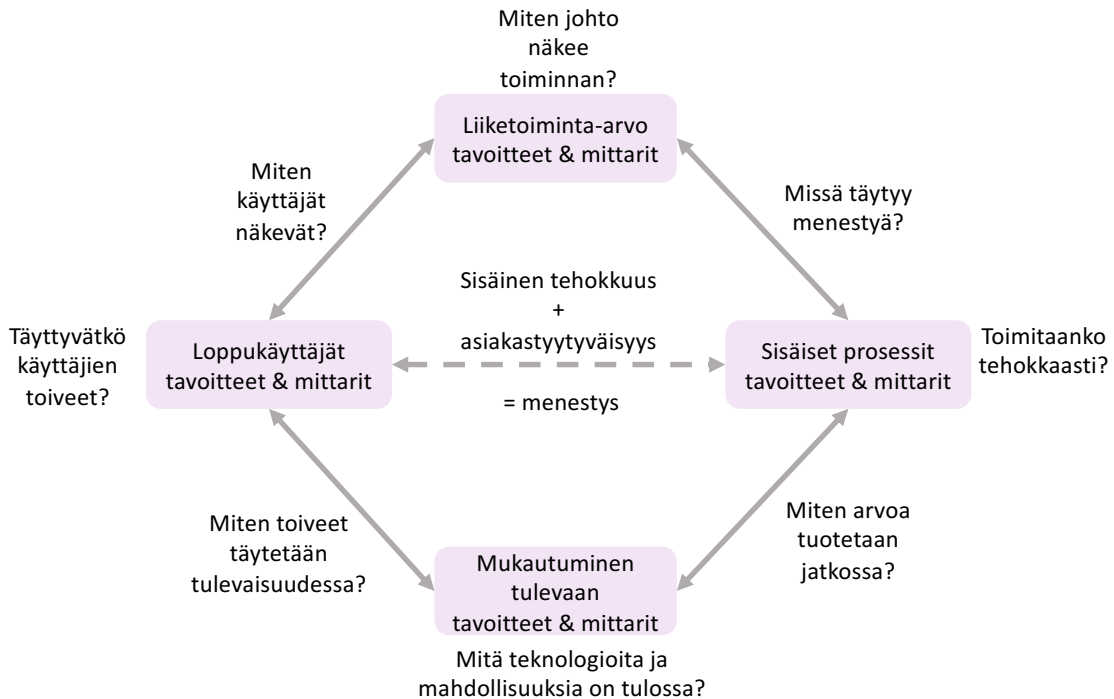 Miten johto
näkee
toiminnan?
Liiketoiminta-arvo
tavoitteet & mittarit
Miten
käyttäjät
näkevät?
Missä täytyy
menestyä?
Sisäinen tehokkuus
+
asiakastyytyväisyys
= menestys
Täyttyvätkö
käyttäjien
toiveet?
Loppukäyttäjät
tavoitteet & mittarit
Sisäiset prosessit
tavoitteet & mittarit
Toimitaanko
tehokkaasti?
Miten toiveet
täytetään
tulevaisuudessa?
Miten arvoa
tuotetaan
jatkossa?
Mukautuminen
tulevaan
tavoitteet & mittarit
Mitä teknologioita ja
mahdollisuuksia on tulossa?